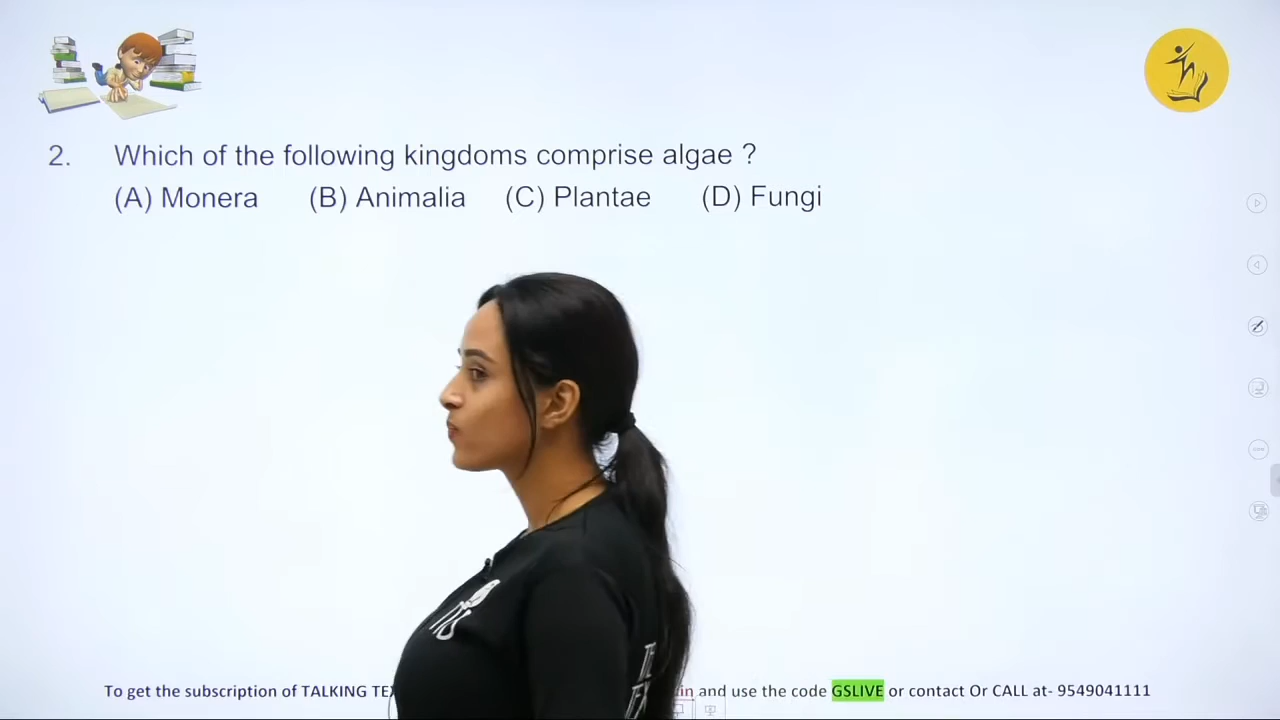 2. Which of the following kingdoms comprise algae ?
(A) Monera (B) Animalia (C) Plantae (D) Fungi
To get the subscription of TALKING in and use the code GSLIVE or contact Or CALL at- 9549041111